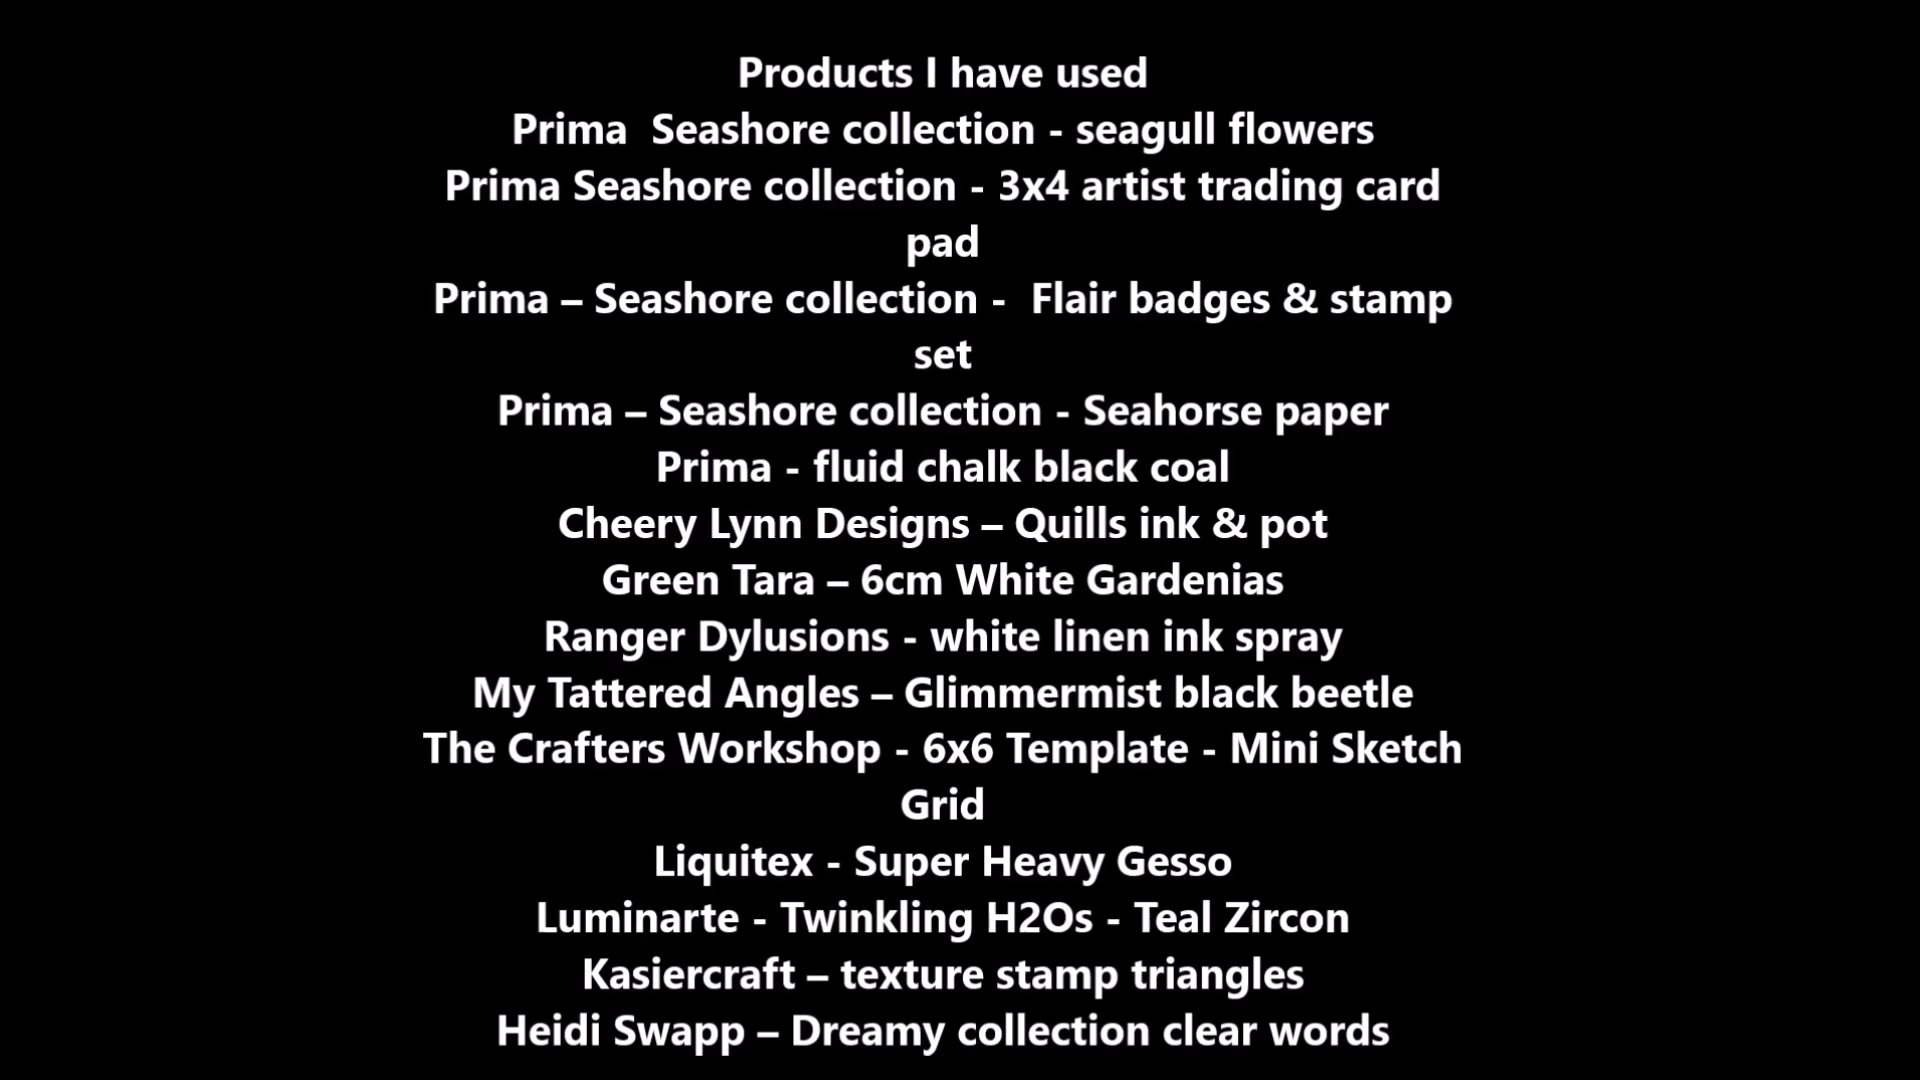 Products I have used
Prima  Seashore collection - seagull flowers
Prima Seashore collection - 3x4 artist trading card
pad
Prima – Seashore collection -  Flair badges & stamp
set
Prima – Seashore collection - Seahorse paper
Prima - fluid chalk black coal
Cheery Lynn Designs – Quills ink & pot
Green Tara – 6cm White Gardenias
Ranger Dylusions - white linen ink spray
My Tattered Angles – Glimmermist black beetle
The Crafters Workshop - 6x6 Template - Mini Sketch
Grid
Liquitex - Super Heavy Gesso
Luminarte - Twinkling H2Os - Teal Zircon
Kasiercraft – texture stamp triangles
Heidi Swapp – Dreamy collection clear words